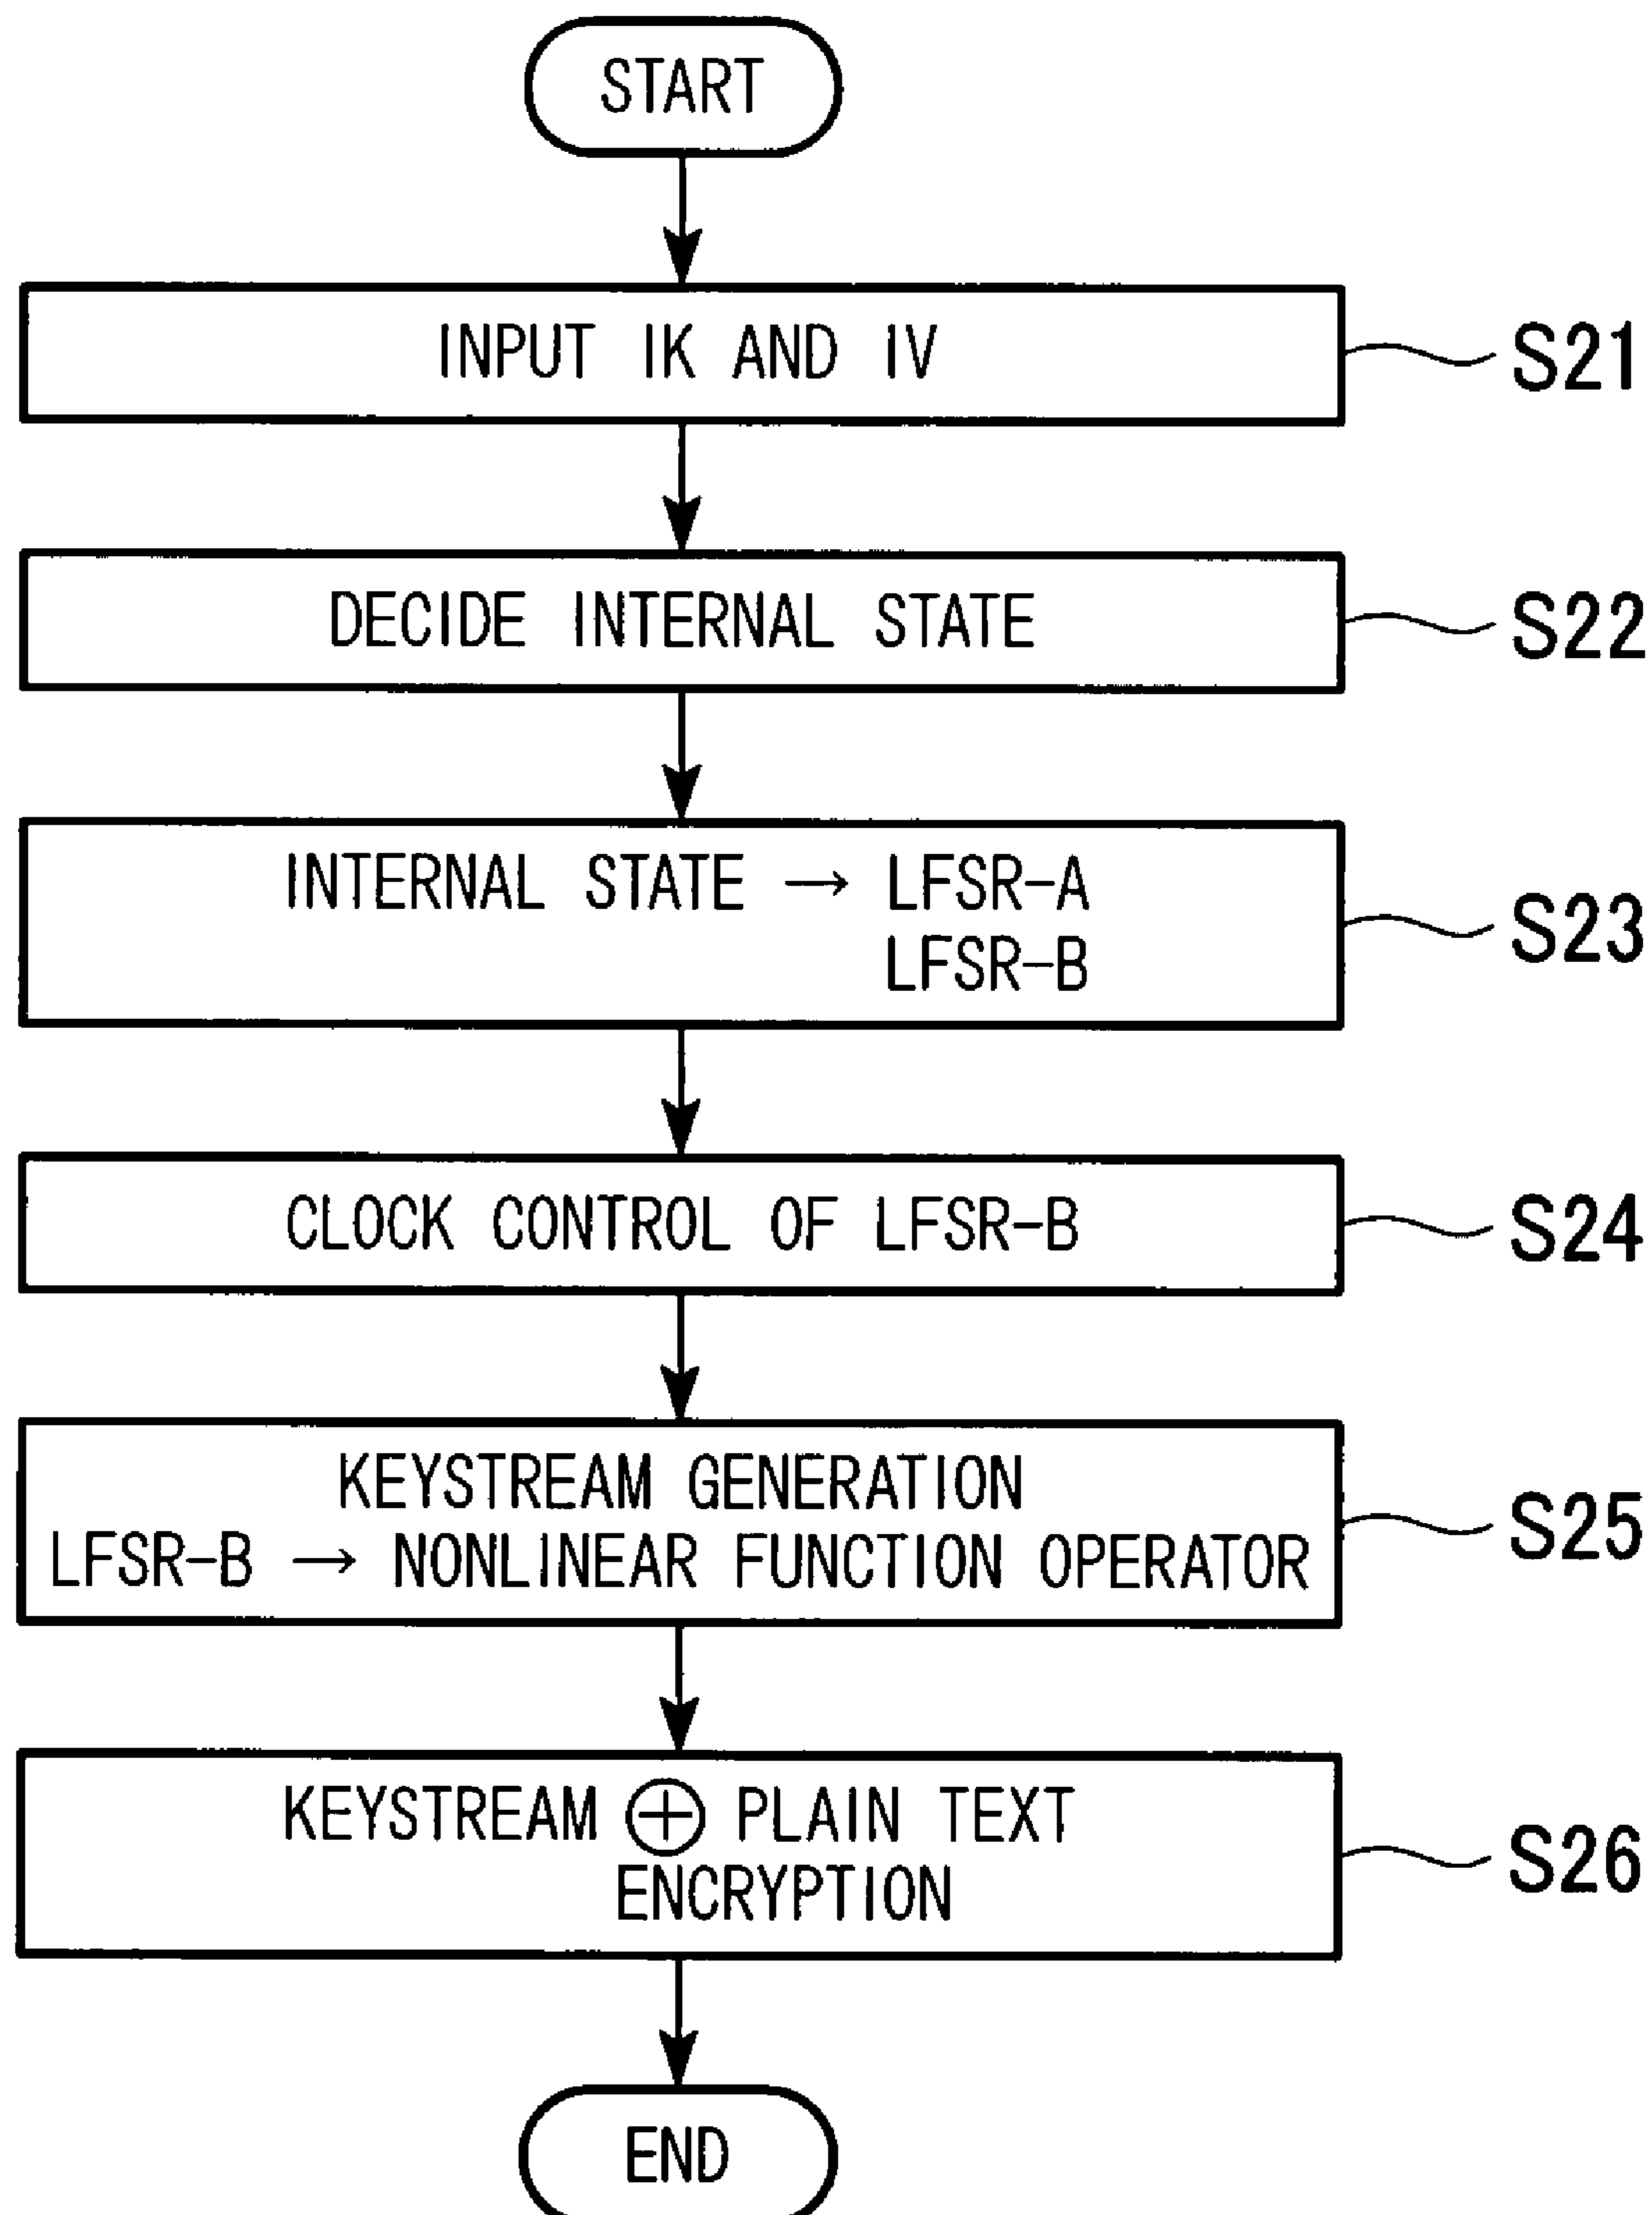 START
INPUT IK AND IV
S21
DECIDE INTERNAL STATE
S22
INTERNAL STATE → LFSR-A
LFSR-B
S23
CLOCK CONTROL OF LFSR-B
S24
KEYSTREAM GENERATION
LFSR-B → NONLINEAR FUNCTION OPERATOR
S25
KEYSTREAM ⊕ PLAIN TEXT
ENCRYPTION
S26
END